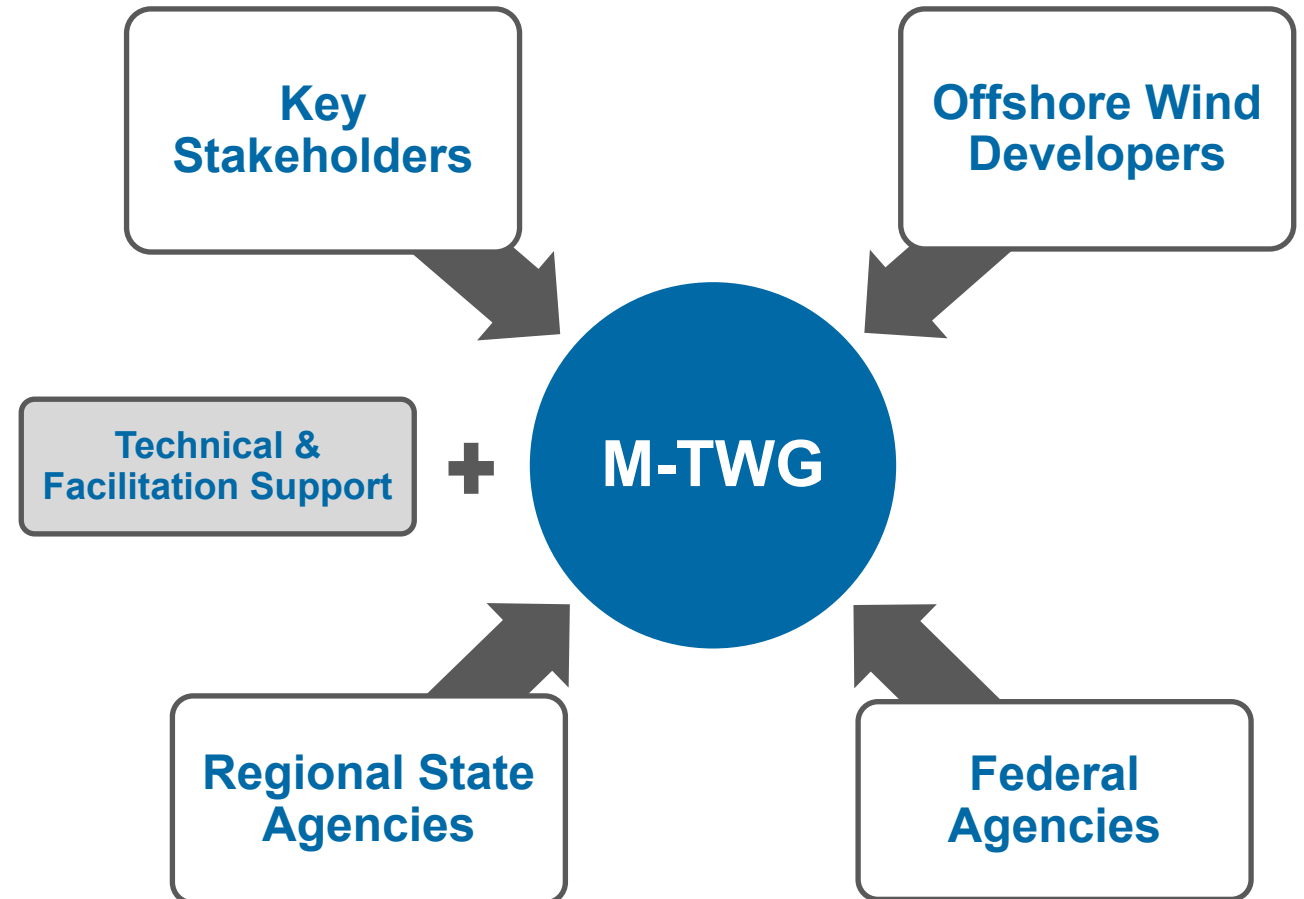 Key
Stakeholders
Offshore Wind
Developers
Technical &
Facilitation Support
+
M-TWG
Regional State
Agencies
Federal
Agencies